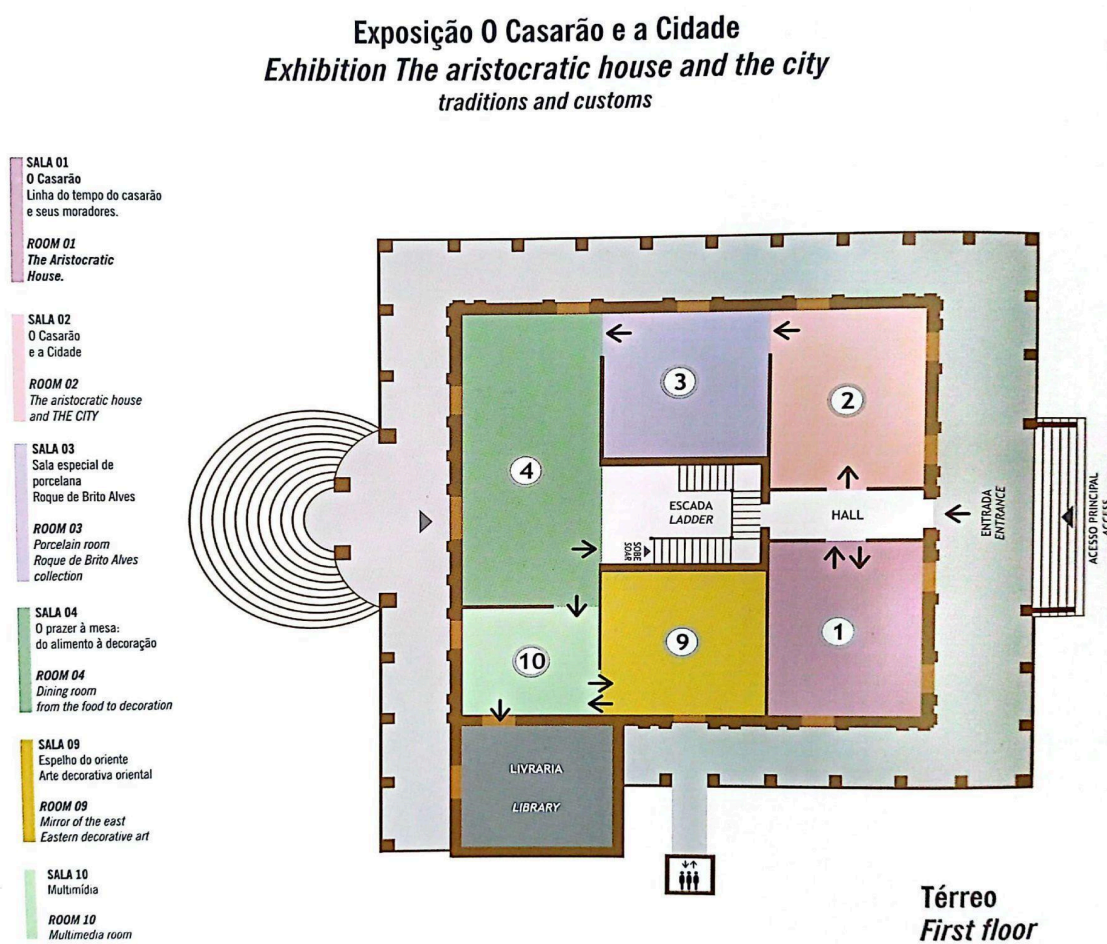 Exposição O Casarão e a Cidade
Exhibition The aristocratic house and the city
traditions and customs
SALA 01
O Casarão
Linha do tempo do casarão
e seus moradores.
ROOM 01
The Aristocratic
House.
SALA 02
O Casarão
e a Cidade
ROOM 02
The aristocratic house
and THE CITY
SALA 03
Sala especial de
porcelana
Roque de Brito Alves
ROOM 03
Porcelain room
Roque de Brito Alves
collection
SALA 04
O prazer à mesa:
do alimento à decoração
ROOM 04
Dining room
from the food to decoration
SALA 09
Espelho do oriente
Arte decorativa oriental
ROOM 09
Mirror of the east
Eastern decorative art
SALA 10
Multimídia
ROOM 10
Multimedia room
3
2
4
ESCADA
LADDER
SOBE
SOAR
HALL
ENTRADA
ENTRANCE
ACESSO PRINCIPAL
ACCESS
1
9
10
LIVRARIA
LIBRARY
Térreo
First floor